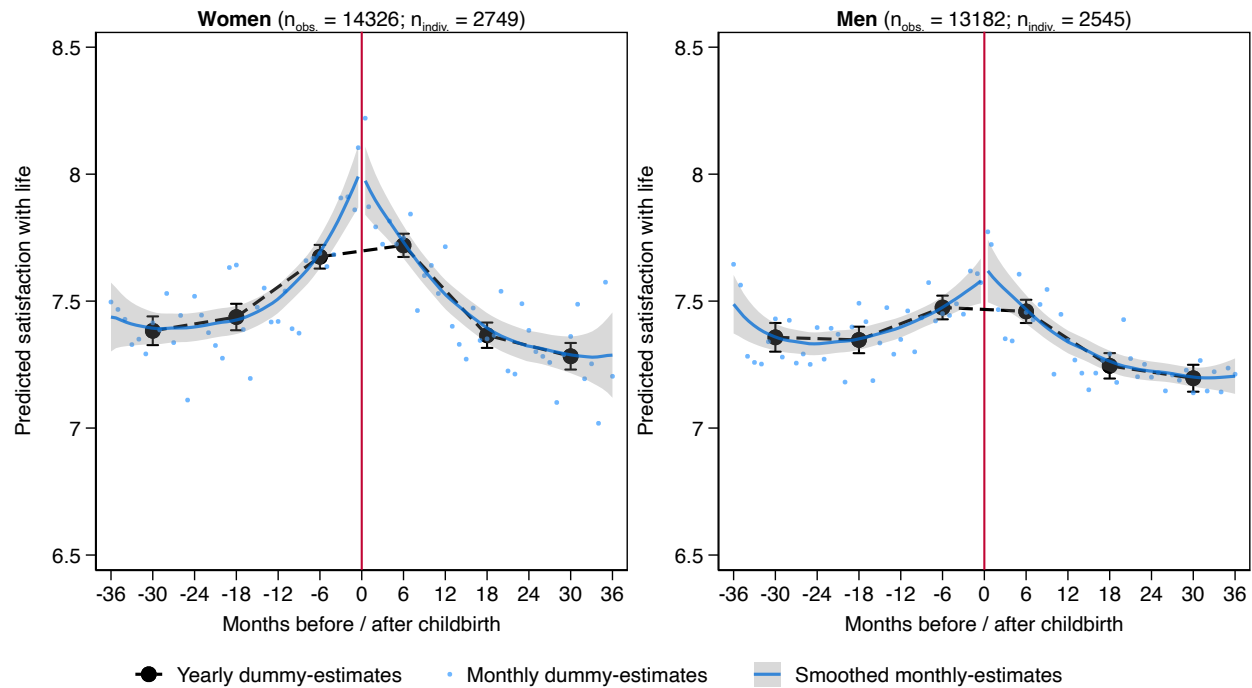 Women (nobs. = 14326; nindiv. = 2749)
8.5
8
7.5
7
6.5
Predicted satisfaction with life
-36 -30 -24 -18 -12 -6 0 6 12 18 24 30 36
Months before / after childbirth
Men (nobs. = 13182; nindiv. = 2545)
8.5
8
7.5
7
6.5
Predicted satisfaction with life
-36 -30 -24 -18 -12 -6 0 6 12 18 24 30 36
Months before / after childbirth
Yearly dummy-estimates Monthly dummy-estimates Smoothed monthly-estimates